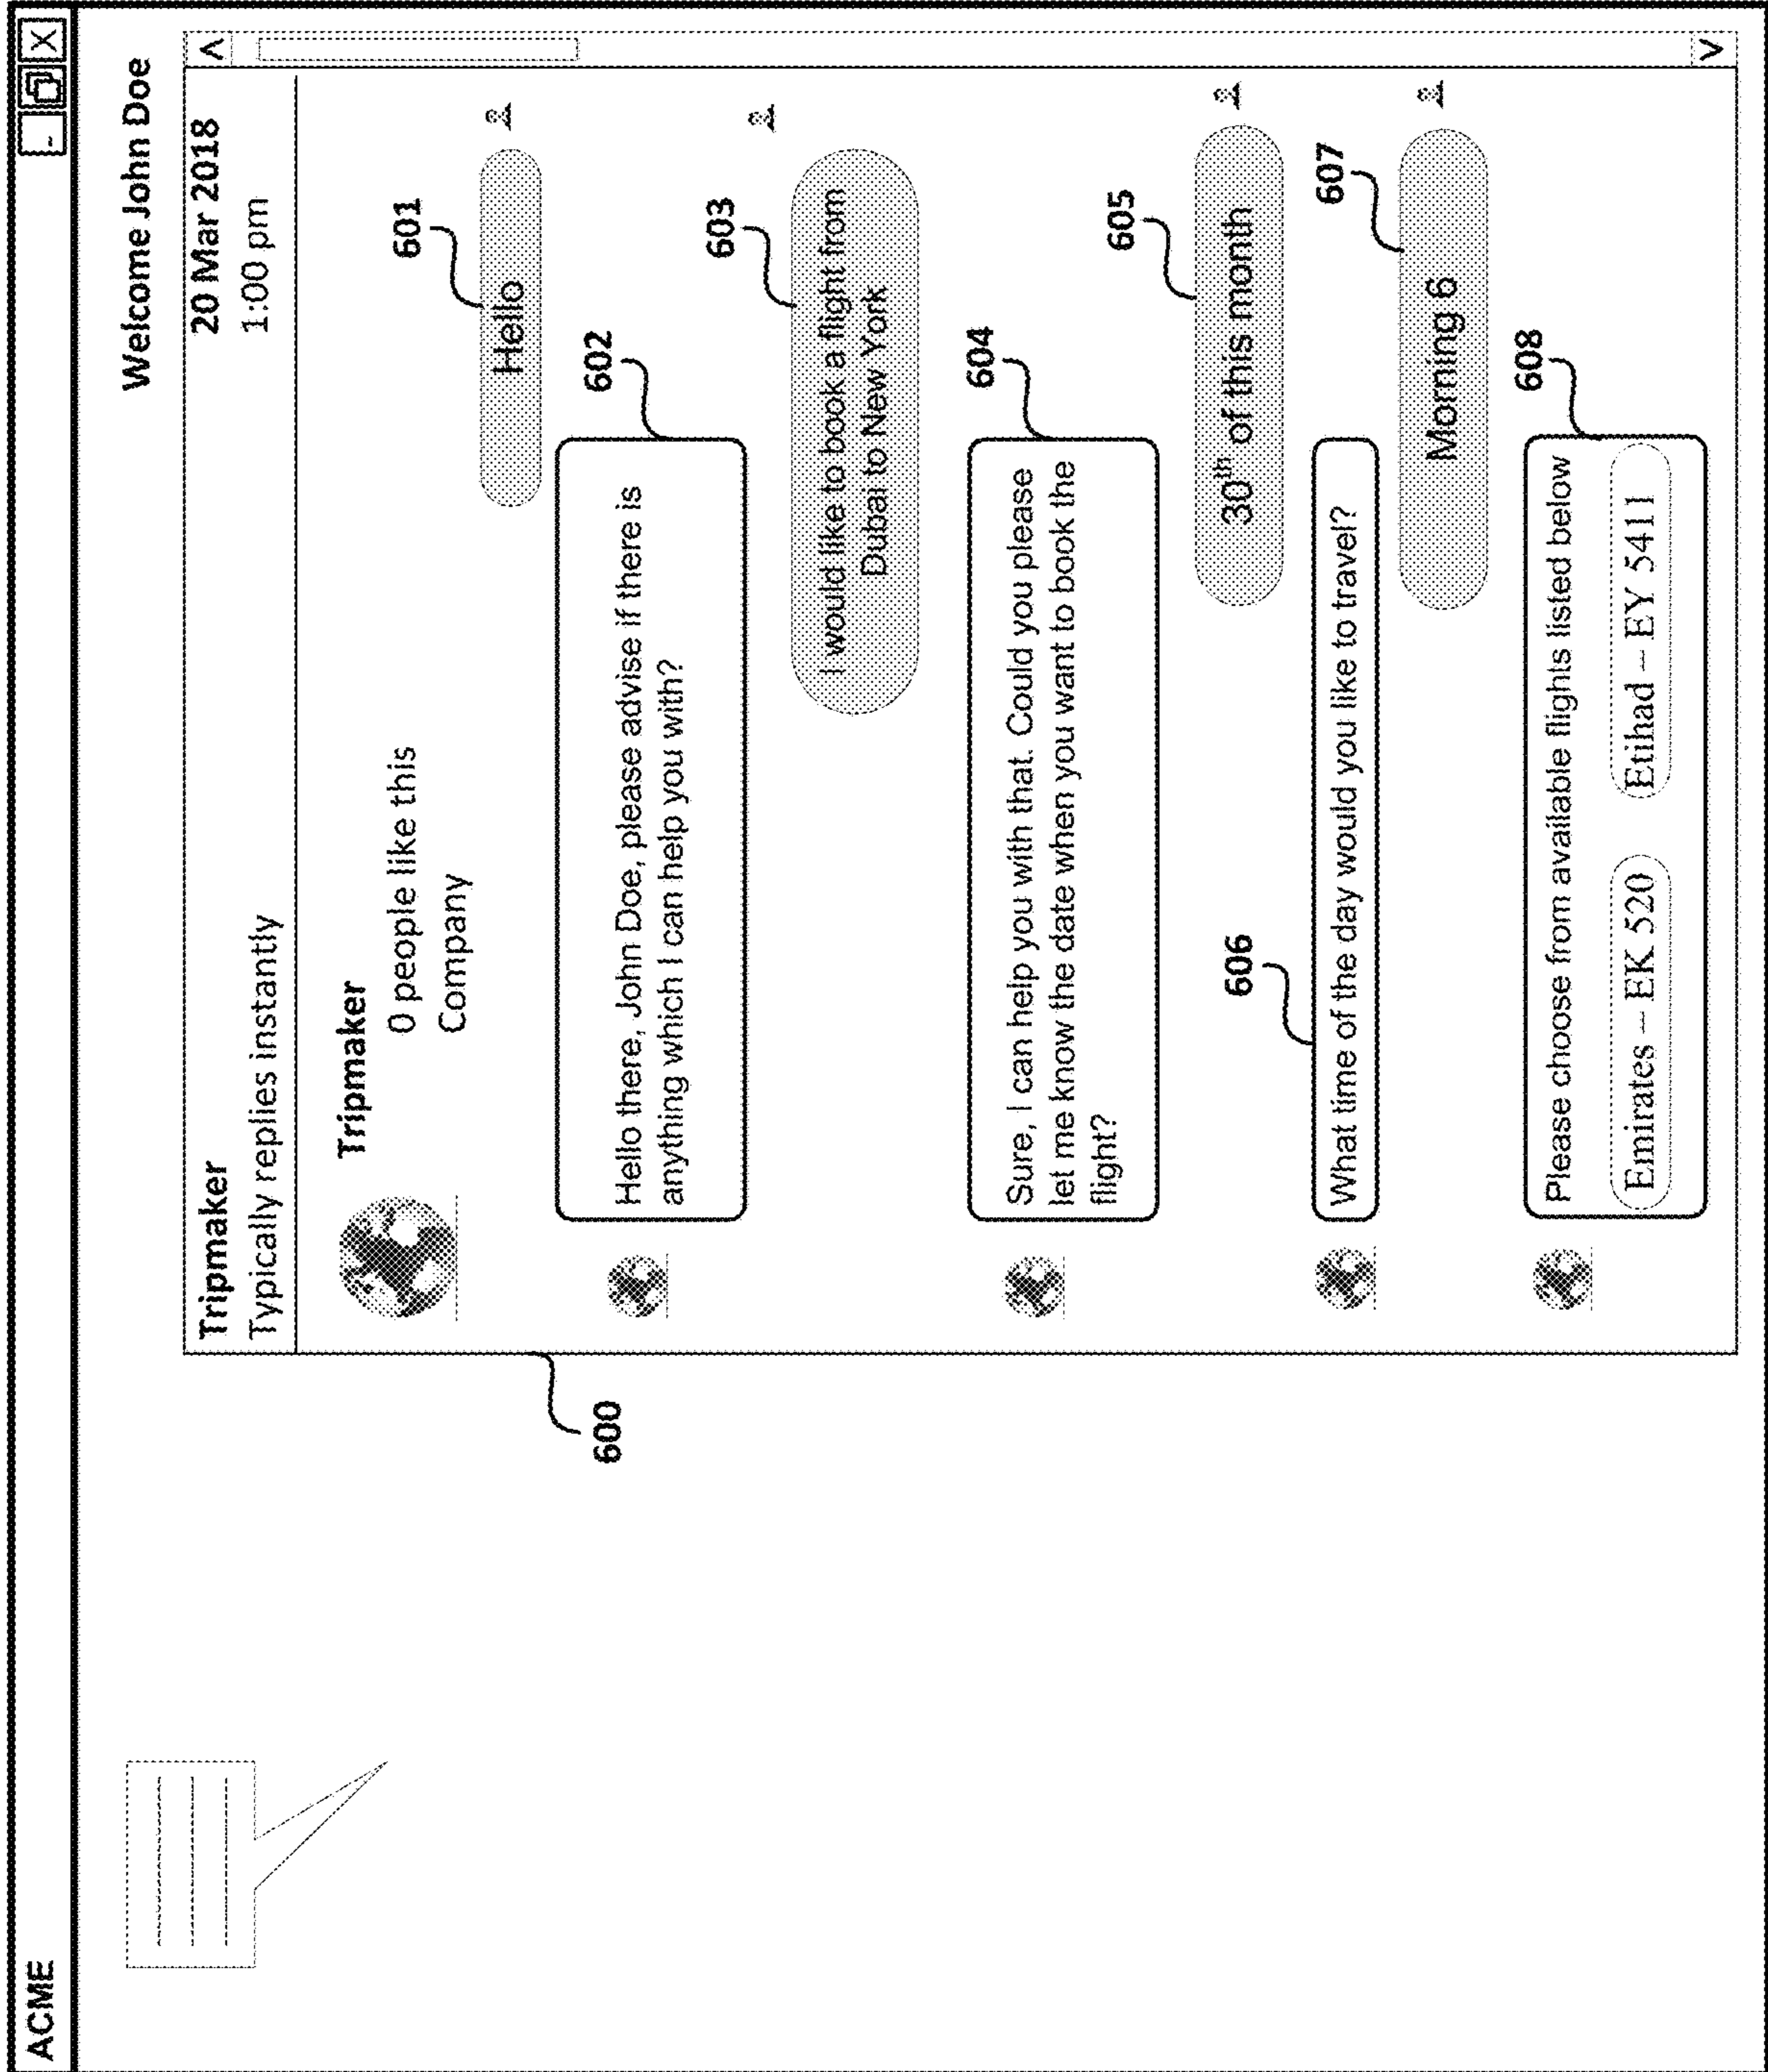 ACME
- X
Welcome John Doe
Tripmaker
20 Mar 2018
Typically replies instantly
1:00 pm
Tripmaker
0 people like this
Company
601
Hello
602
Hello there, John Doe, please advise if there is
anything which I can help you with?
603
I would like to book a flight from
Dubai to New York
600
604
Sure, I can help you with that. Could you please
let me know the date when you want to book the
flight?
605
30th of this month
606
What time of the day would you like to travel?
607
Morning 6
608
Please choose from available flights listed below
Emirates – EK 520
Etihad – EY 5411